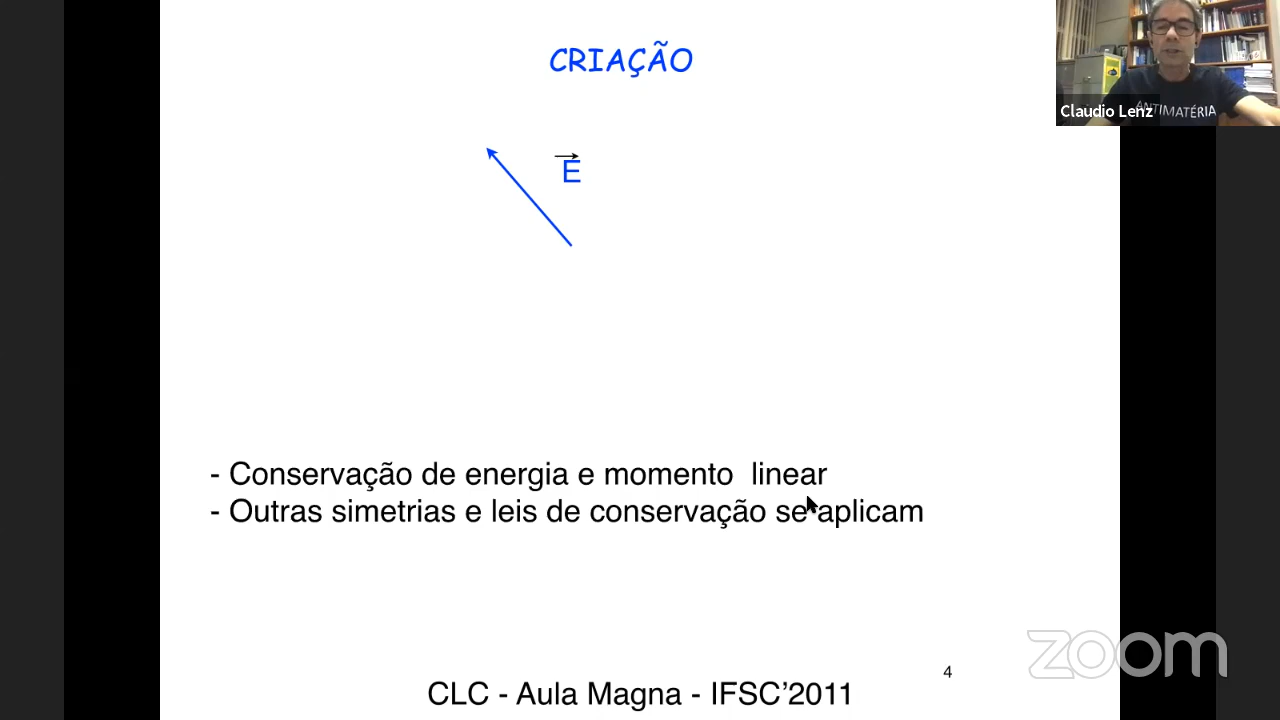 CRIAÇÃO
E
Claudio Lenz
ANTIMATÉRIA
- Conservação de energia e momento linear
- Outras simetrias e leis de conservação se aplicam
zoom
4
CLC - Aula Magna - IFSC’2011